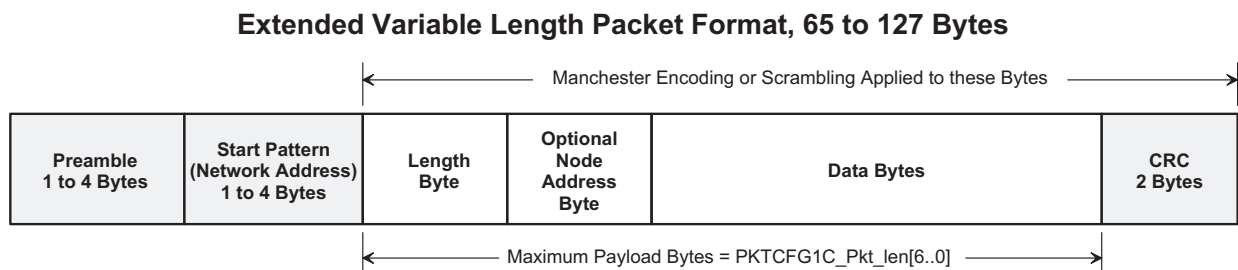 Extended Variable Length Packet Format, 65 to 127 Bytes
Manchester Encoding or Scrambling Applied to these Bytes
Preamble
1 to 4 Bytes
Start Pattern
(Network Address)
1 to 4 Bytes
Length
Byte
Optional
Node
Address
Byte
Data Bytes
CRC
2 Bytes
Maximum Payload Bytes = PKTCFG1C_Pkt_len[6..0]